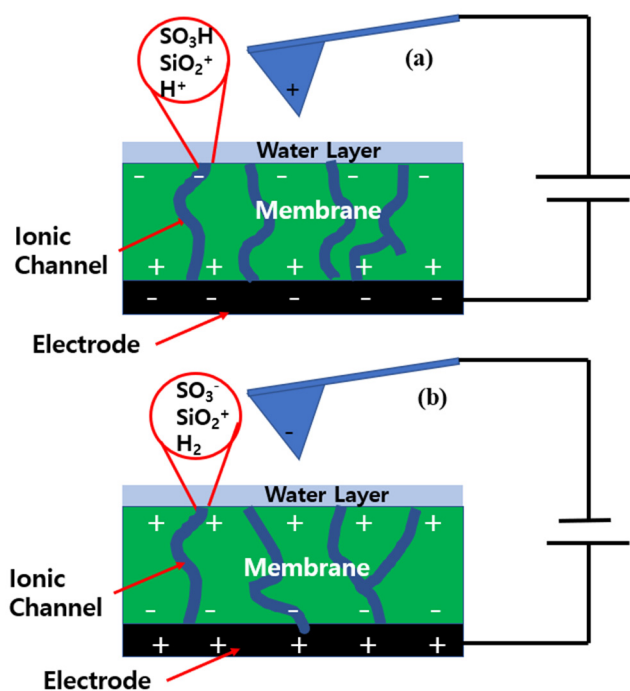 SO₃H
SiO₂⁺
H⁺
(a)
+
Water Layer
− − − − −
Membrane
Ionic
Channel
+ + + + +
− − − − −
Electrode
SO₃⁻
SiO₂⁺
H₂
(b)
-
Water Layer
+ + + + +
Membrane
Ionic
Channel
− − − − −
+ + + + +
Electrode